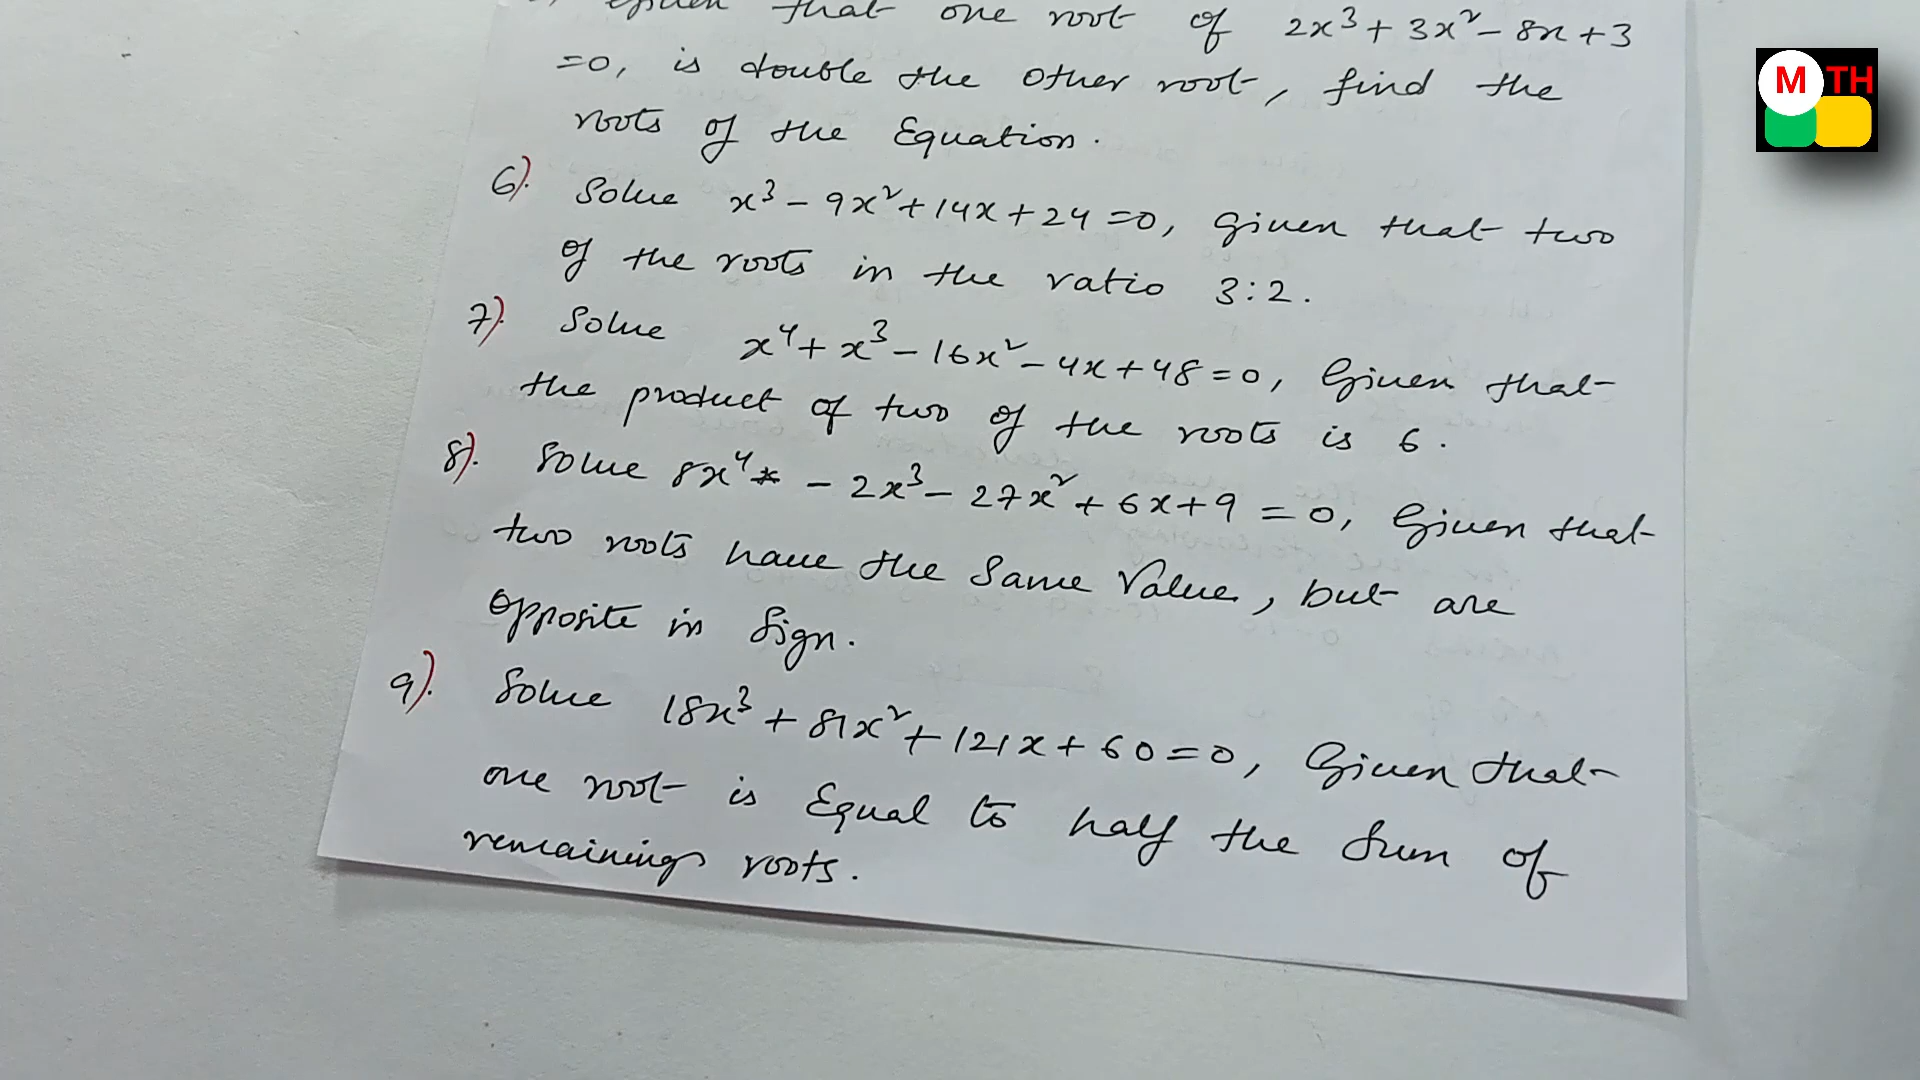 that one root of 2x³ + 3x² - 8x + 3
=0, is double the other root, find the
roots of the Equation.
6). Solve x³ - 9x² + 14x + 24 = 0, given that two
of the roots in the ratio 3:2.
7). Solve x⁴ + x³ - 16x² - 4x + 48 = 0, Given that
the product of two of the roots is 6.
8). Solve 8x⁴ - 2x³ - 27x² + 6x + 9 = 0, Given that
two roots have the Same Value, but are
opposite in Sign.
9). Solve 18x³ + 81x² + 121x + 60 = 0, Given that
one root is Equal to half the Sum of
remainings roots.
M TH